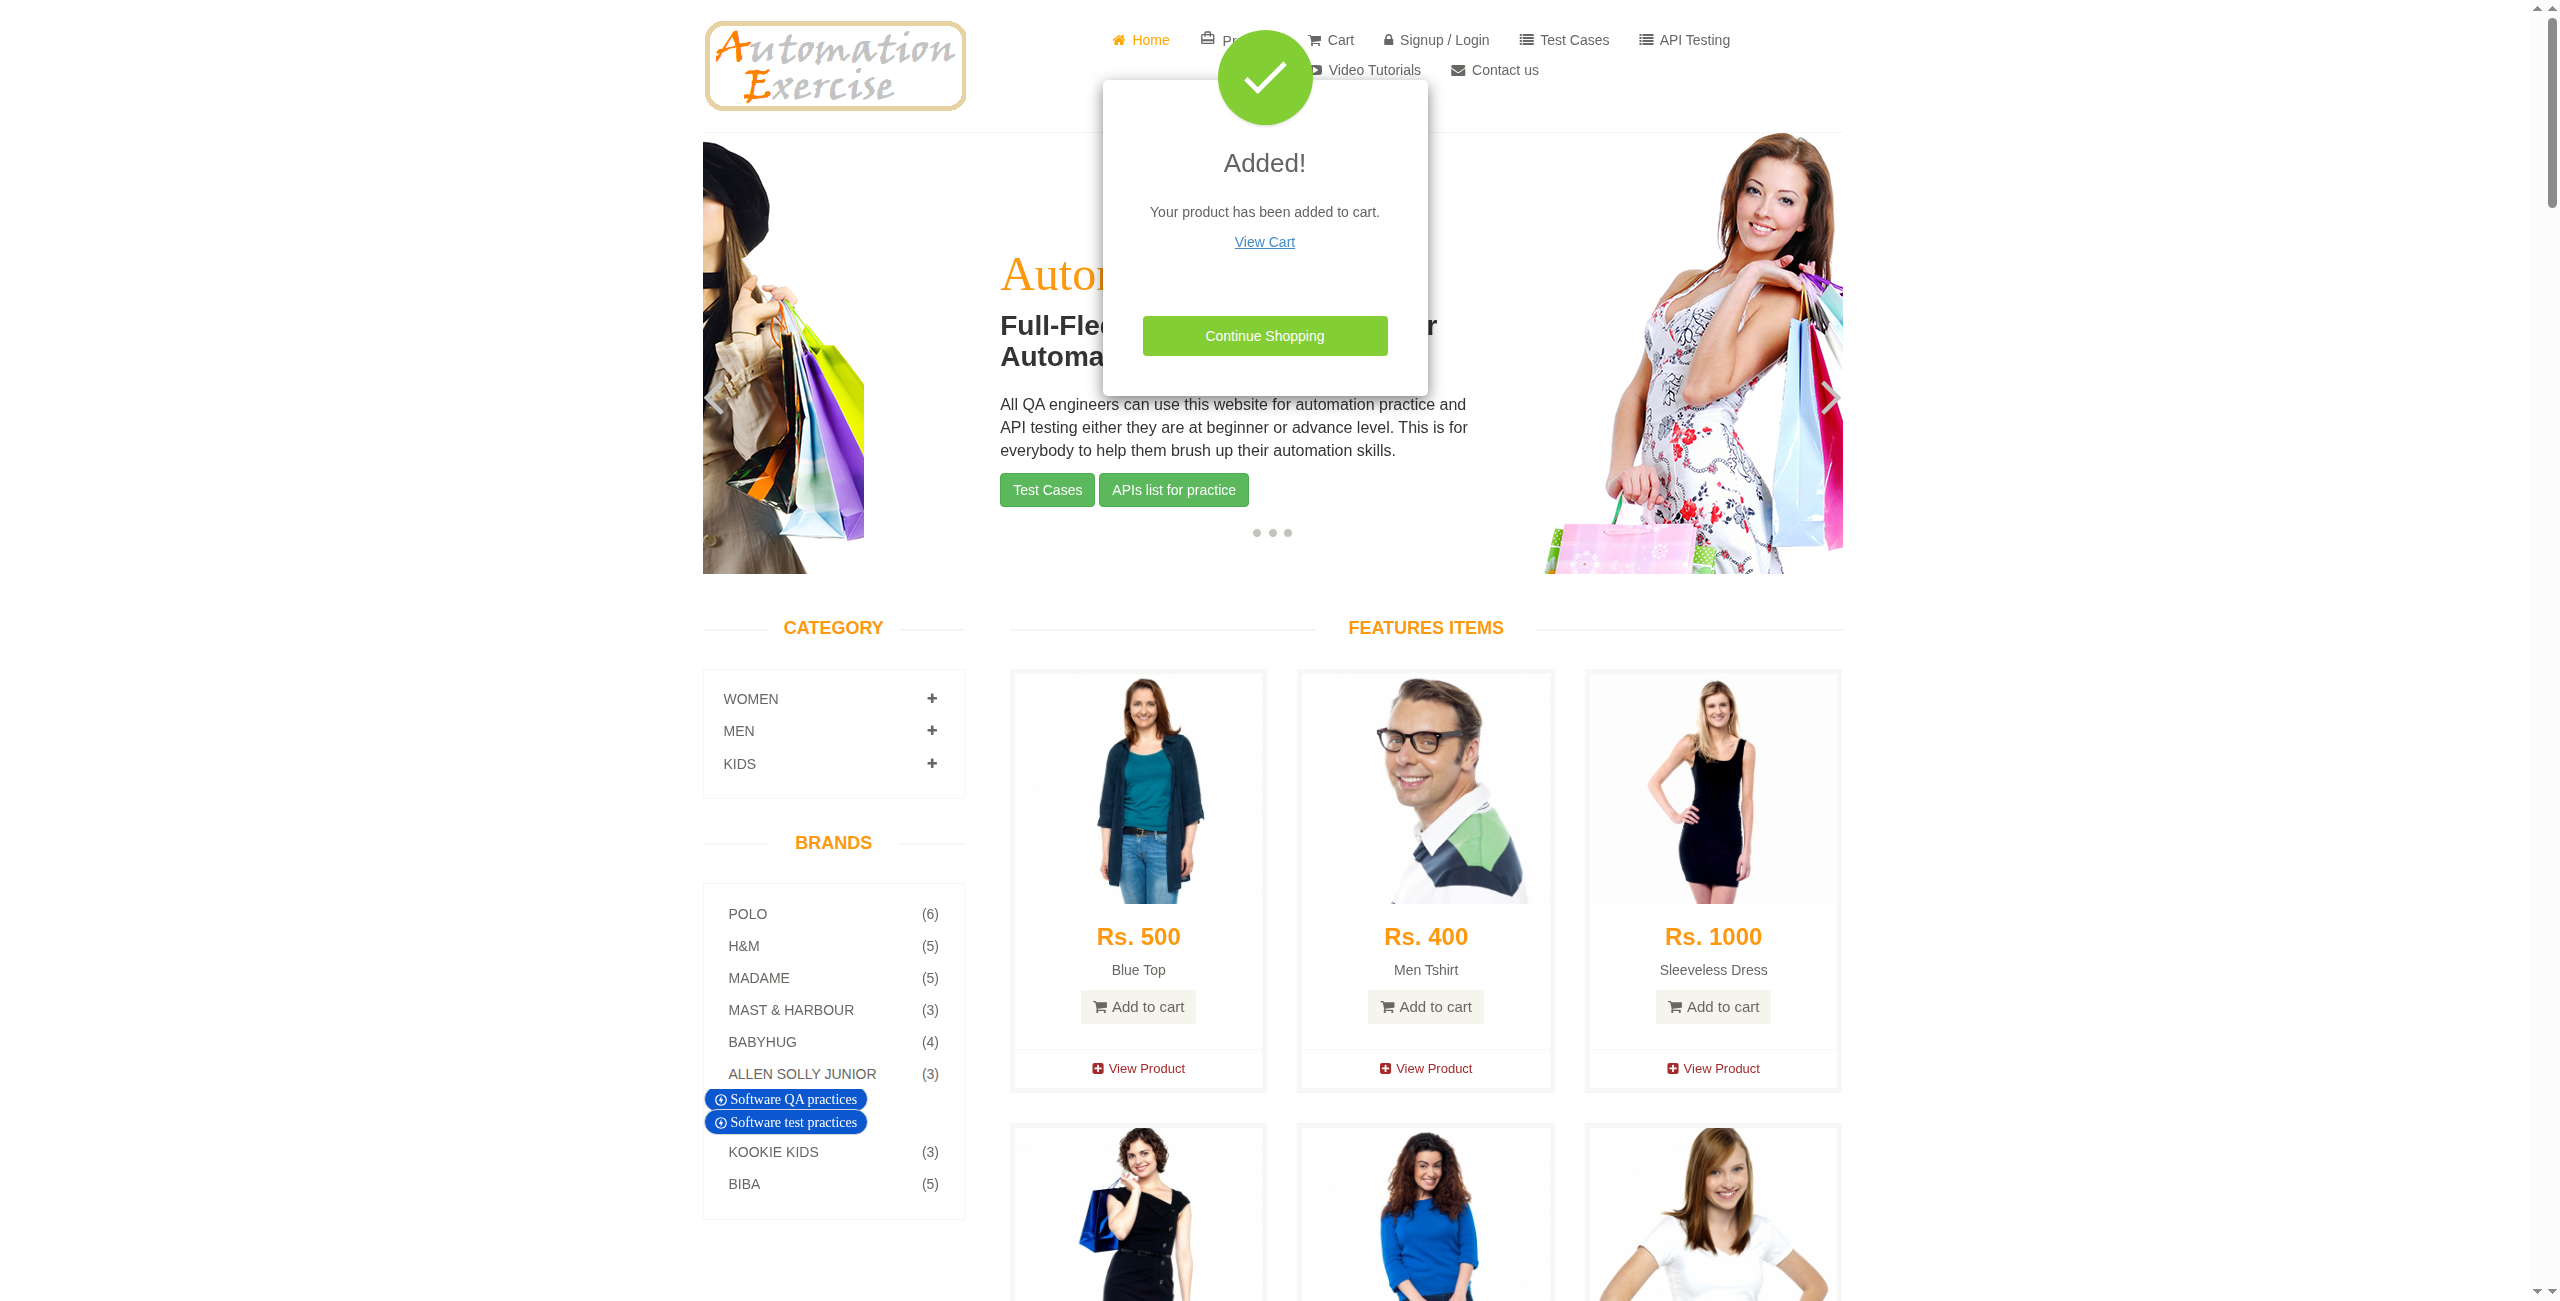 Automation
Exercise
Home
Cart
Signup / Login
Test Cases
API Testing
Video Tutorials
Contact us
Added!
Your product has been added to cart.
View Cart
Continue Shopping
Full-Fle
r
Automa
All QA engineers can use this website for automation practice and
API testing either they are at beginner or advance level. This is for
everybody to help them brush up their automation skills.
Test Cases
APIs list for practice
CATEGORY
WOMEN
MEN
KIDS
BRANDS
POLO (6)
H&M (5)
MADAME (5)
MAST & HARBOUR (3)
BABYHUG (4)
ALLEN SOLLY JUNIOR (3)
Software QA practices
Software test practices
KOOKIE KIDS (3)
BIBA (5)
FEATURES ITEMS
Rs. 500
Blue Top
Add to cart
View Product
Rs. 400
Men Tshirt
Add to cart
View Product
Rs. 1000
Sleeveless Dress
Add to cart
View Product